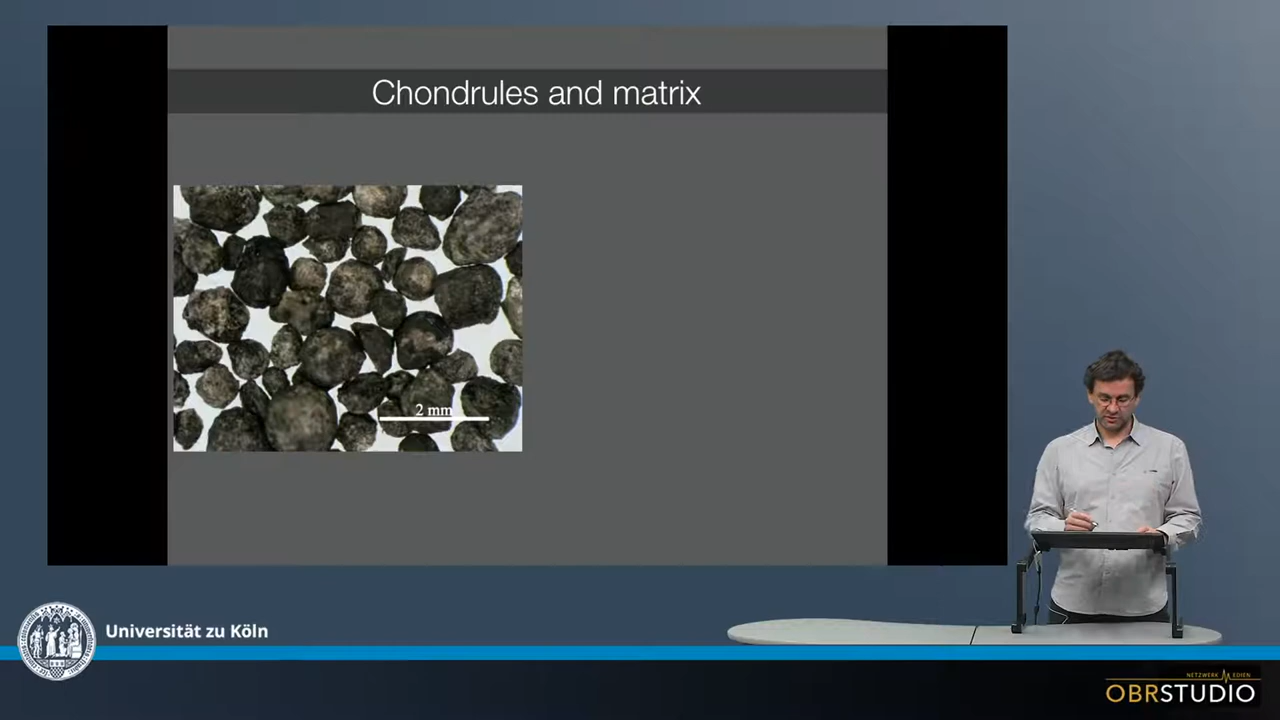 Chondrules and matrix
2 mm
Universität zu Köln
NETZWERK MEDIEN
OBRSTUDIO